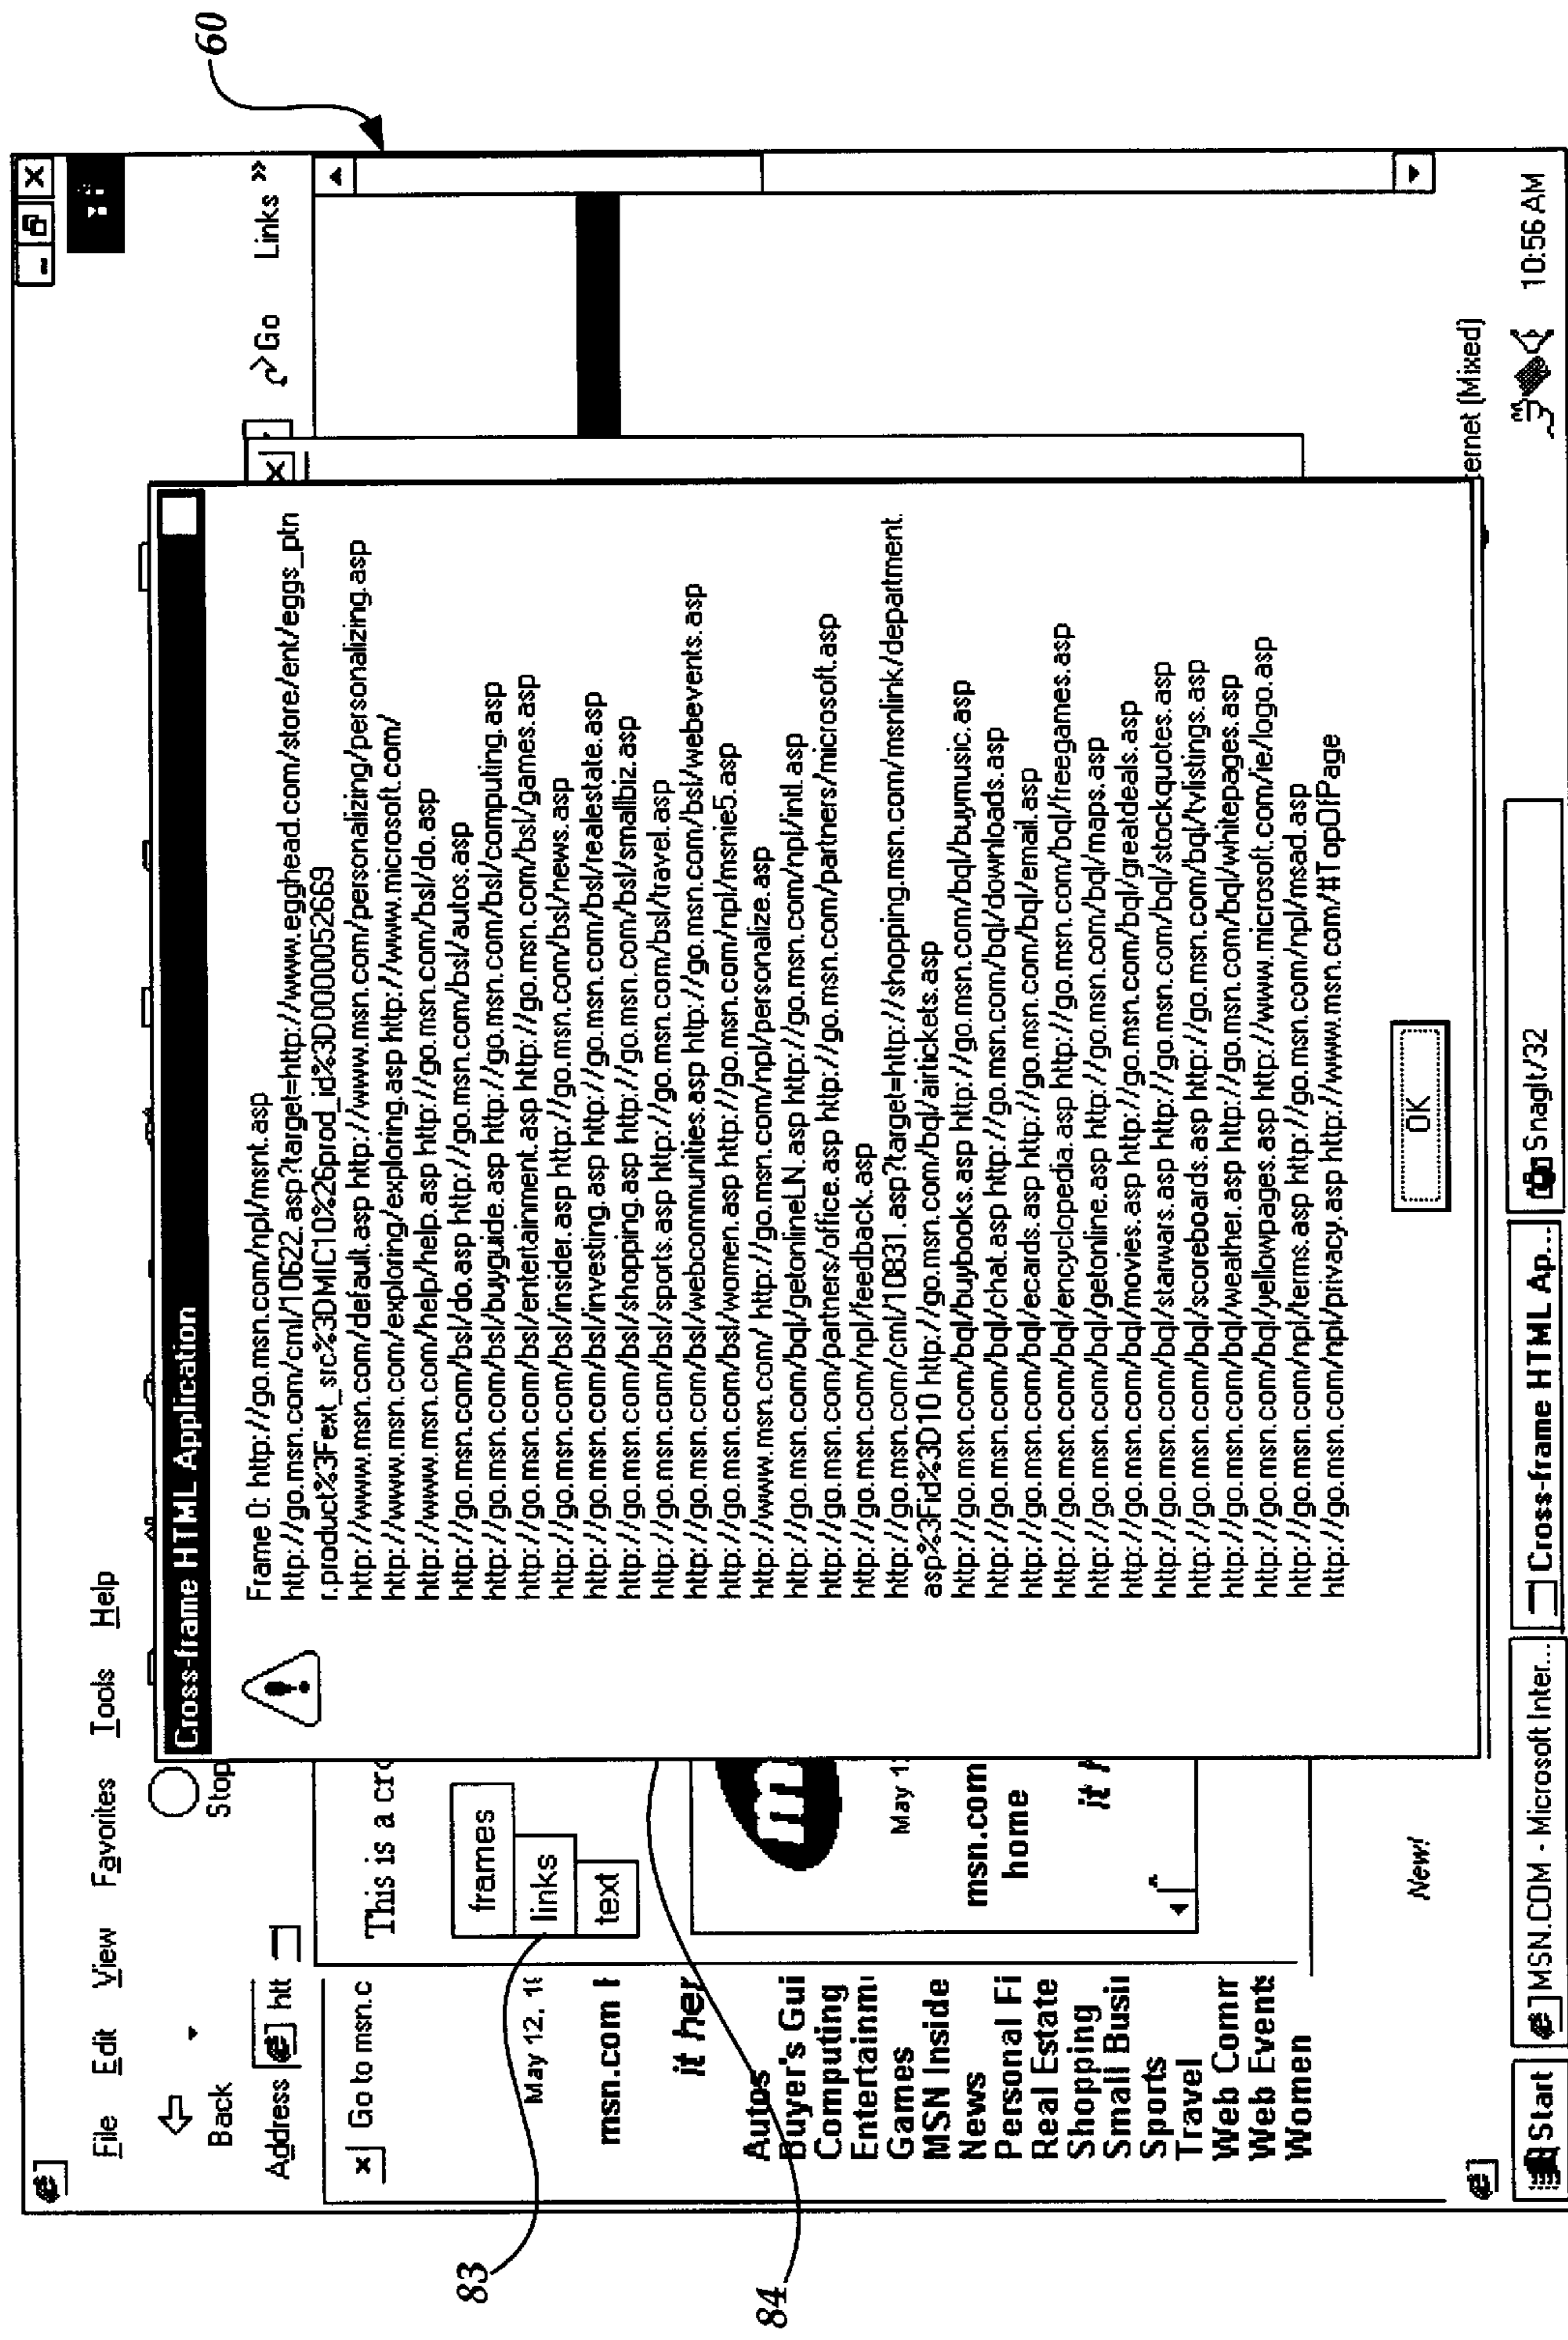 60
File Edit View Favorites Tools Help
Back
Stop
Address htt
Go
Links »
Go to msn.c
May 12, 19
msn.com h
it her
Autos
Buyer's Gui
Computing
Entertainm
Games
MSN Inside
News
Personal Fi
Real Estate
Shopping
Small Busin
Sports
Travel
Web Comm
Web Events
Women
This is a cro
frames
links
text
m
May 1
msn.com
home
it h
New!
Cross-frame HTML Application
Frame 0: http://go.msn.com/npl/msnt.asp
http://go.msn.com/cml/10622.asp?target=http://www.egghead.com/store/ent/eggs_ptn
r.product%3Fext_src%3DMIC10%26prod_id%3D0000052669
http://www.msn.com/default.asp http://www.msn.com/personalizing/personalizing.asp
http://www.msn.com/exploring/exploring.asp http://www.microsoft.com/
http://www.msn.com/help/help.asp http://go.msn.com/bsl/do.asp
http://go.msn.com/bsl/do.asp http://go.msn.com/bsl/autos.asp
http://go.msn.com/bsl/buyguide.asp http://go.msn.com/bsl/computing.asp
http://go.msn.com/bsl/entertainment.asp http://go.msn.com/bsl/games.asp
http://go.msn.com/bsl/insider.asp http://go.msn.com/bsl/news.asp
http://go.msn.com/bsl/investing.asp http://go.msn.com/bsl/realestate.asp
http://go.msn.com/bsl/shopping.asp http://go.msn.com/bsl/smallbiz.asp
http://go.msn.com/bsl/sports.asp http://go.msn.com/bsl/travel.asp
http://go.msn.com/bsl/webcommunities.asp http://go.msn.com/bsl/webevents.asp
http://go.msn.com/bsl/women.asp http://go.msn.com/npl/msnie5.asp
http://www.msn.com/ http://go.msn.com/npl/personalize.asp
http://go.msn.com/bql/getonlineLN.asp http://go.msn.com/npl/intl.asp
http://go.msn.com/partners/office.asp http://go.msn.com/partners/microsoft.asp
http://go.msn.com/npl/feedback.asp
http://go.msn.com/cml/10831.asp?target=http://shopping.msn.com/msnlink/department.
asp%3Fid%3D10 http://go.msn.com/bql/airtickets.asp
http://go.msn.com/bql/buybooks.asp http://go.msn.com/bql/buymusic.asp
http://go.msn.com/bql/chat.asp http://go.msn.com/bql/downloads.asp
http://go.msn.com/bql/ecards.asp http://go.msn.com/bql/email.asp
http://go.msn.com/bql/encyclopedia.asp http://go.msn.com/bql/freegames.asp
http://go.msn.com/bql/getonline.asp http://go.msn.com/bql/maps.asp
http://go.msn.com/bql/movies.asp http://go.msn.com/bql/greatdeals.asp
http://go.msn.com/bql/starwars.asp http://go.msn.com/bql/stockquotes.asp
http://go.msn.com/bql/scoreboards.asp http://go.msn.com/bql/tvlistings.asp
http://go.msn.com/bql/weather.asp http://go.msn.com/bql/whitepages.asp
http://go.msn.com/bql/yellowpages.asp http://www.microsoft.com/ie/logo.asp
http://go.msn.com/npl/terms.asp http://go.msn.com/npl/msad.asp
http://go.msn.com/npl/privacy.asp http://www.msn.com/#TopOfPage
OK
ernet (Mixed)
Start
MSN.COM - Microsoft Inter...
Cross-frame HTML Ap...
SnagIt/32
10:56 AM
83
84